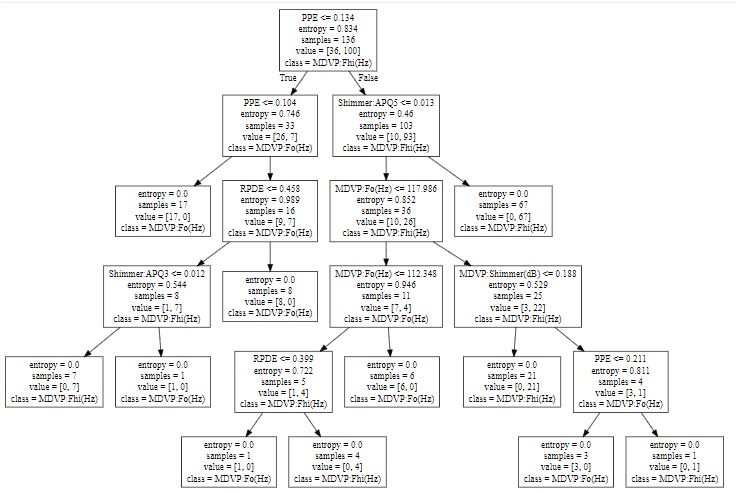 PPE <= 0.134
entropy = 0.834
samples = 136
value = [36, 100]
class = MDVP:Fhi(Hz)
True
False
PPE <= 0.104
entropy = 0.746
samples = 33
value = [26, 7]
class = MDVP:Fo(Hz)
Shimmer:APQ5 <= 0.013
entropy = 0.46
samples = 103
value = [10, 93]
class = MDVP:Fhi(Hz)
entropy = 0.0
samples = 17
value = [17, 0]
class = MDVP:Fo(Hz)
RPDE <= 0.458
entropy = 0.989
samples = 16
value = [9, 7]
class = MDVP:Fo(Hz)
MDVP:Fo(Hz) <= 117.986
entropy = 0.852
samples = 36
value = [10, 26]
class = MDVP:Fhi(Hz)
entropy = 0.0
samples = 67
value = [0, 67]
class = MDVP:Fhi(Hz)
Shimmer:APQ3 <= 0.012
entropy = 0.544
samples = 8
value = [1, 7]
class = MDVP:Fhi(Hz)
entropy = 0.0
samples = 8
value = [8, 0]
class = MDVP:Fo(Hz)
MDVP:Fo(Hz) <= 112.348
entropy = 0.946
samples = 11
value = [7, 4]
class = MDVP:Fo(Hz)
MDVP:Shimmer(dB) <= 0.188
entropy = 0.529
samples = 25
value = [3, 22]
class = MDVP:Fhi(Hz)
entropy = 0.0
samples = 7
value = [0, 7]
class = MDVP:Fhi(Hz)
entropy = 0.0
samples = 1
value = [1, 0]
class = MDVP:Fo(Hz)
RPDE <= 0.399
entropy = 0.722
samples = 5
value = [1, 4]
class = MDVP:Fhi(Hz)
entropy = 0.0
samples = 6
value = [6, 0]
class = MDVP:Fo(Hz)
entropy = 0.0
samples = 21
value = [0, 21]
class = MDVP:Fhi(Hz)
PPE <= 0.211
entropy = 0.811
samples = 4
value = [3, 1]
class = MDVP:Fo(Hz)
entropy = 0.0
samples = 1
value = [1, 0]
class = MDVP:Fo(Hz)
entropy = 0.0
samples = 4
value = [0, 4]
class = MDVP:Fhi(Hz)
entropy = 0.0
samples = 3
value = [3, 0]
class = MDVP:Fo(Hz)
entropy = 0.0
samples = 1
value = [0, 1]
class = MDVP:Fhi(Hz)